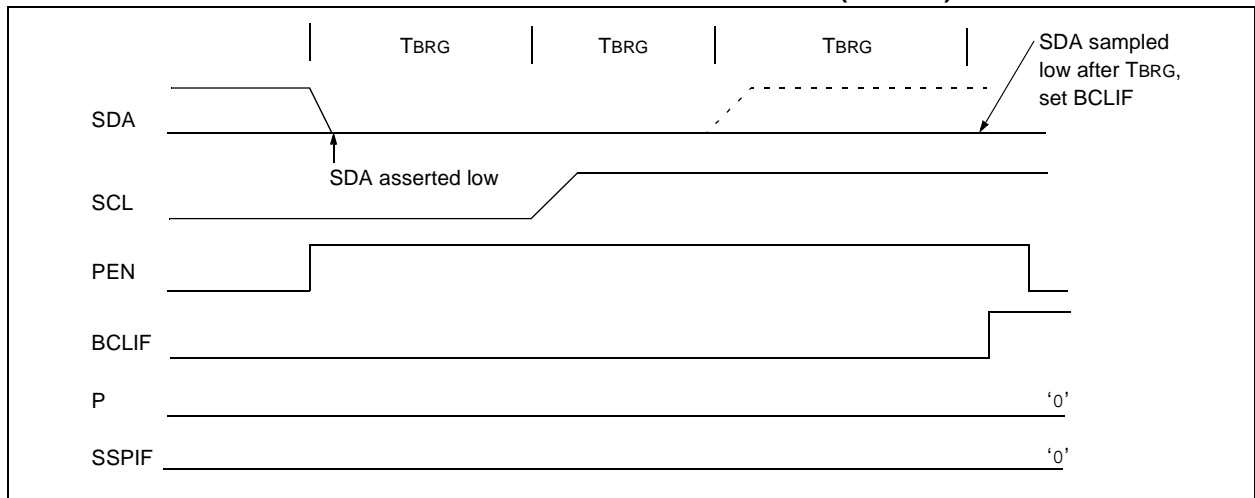 TBRG TBRG TBRG
SDA sampled
low after TBRG,
set BCLIF
SDA
SDA asserted low
SCL
PEN
BCLIF
P
‘0’
SSPIF
‘0’